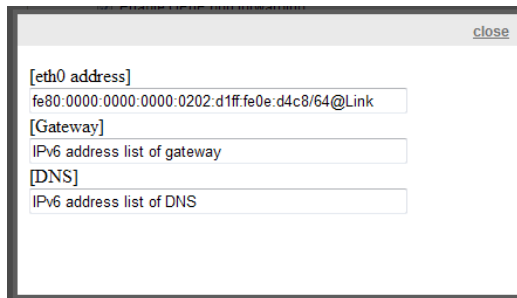 close
[eth0 address]
fe80:0000:0000:0000:0202:d1ff:fe0e:d4c8/64@Link
[Gateway]
IPv6 address list of gateway
[DNS]
IPv6 address list of DNS